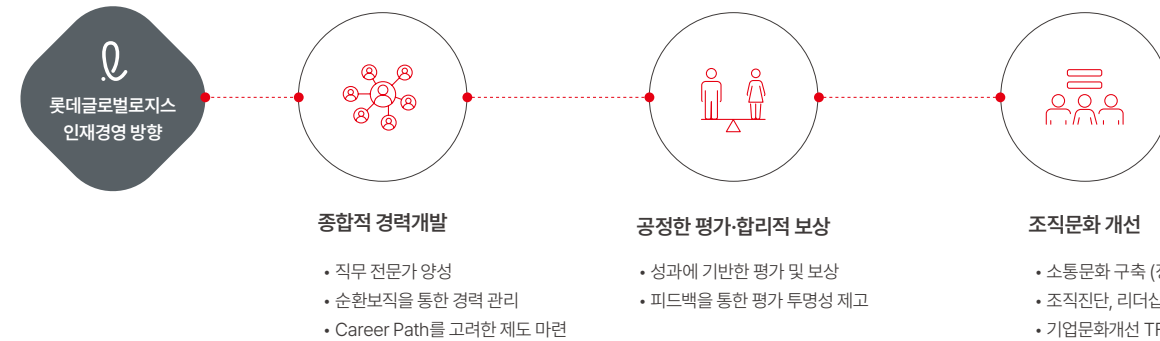 롯데글로벌로지스
인재경영 방향
종합적 경력개발
• 직무 전문가 양성
• 순환보직을 통한 경력 관리
• Career Path를 고려한 제도 마련
공정한 평가·합리적 보상
• 성과에 기반한 평가 및 보상
• 피드백을 통한 평가 투명성 제고
조직문화 개선
• 소통문화 구축
• 조직진단, 리더십
• 기업문화개선